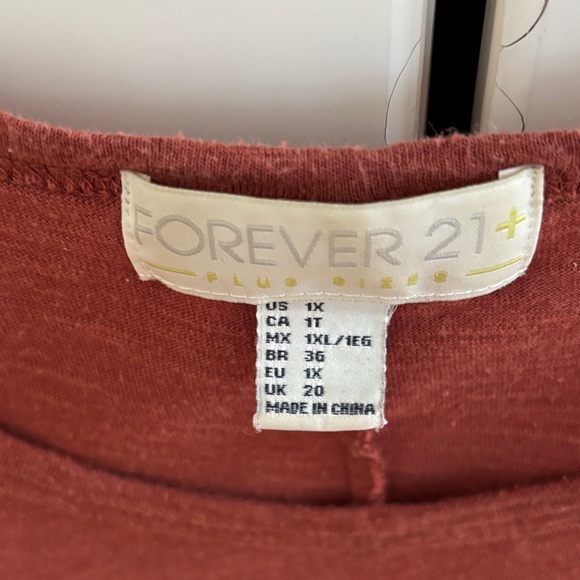 FOREVER 21+
PLUS SIZES
US 1X
CA 1T
MX 1XL/1EG
BR 36
EU 1X
UK 20
MADE IN CHINA